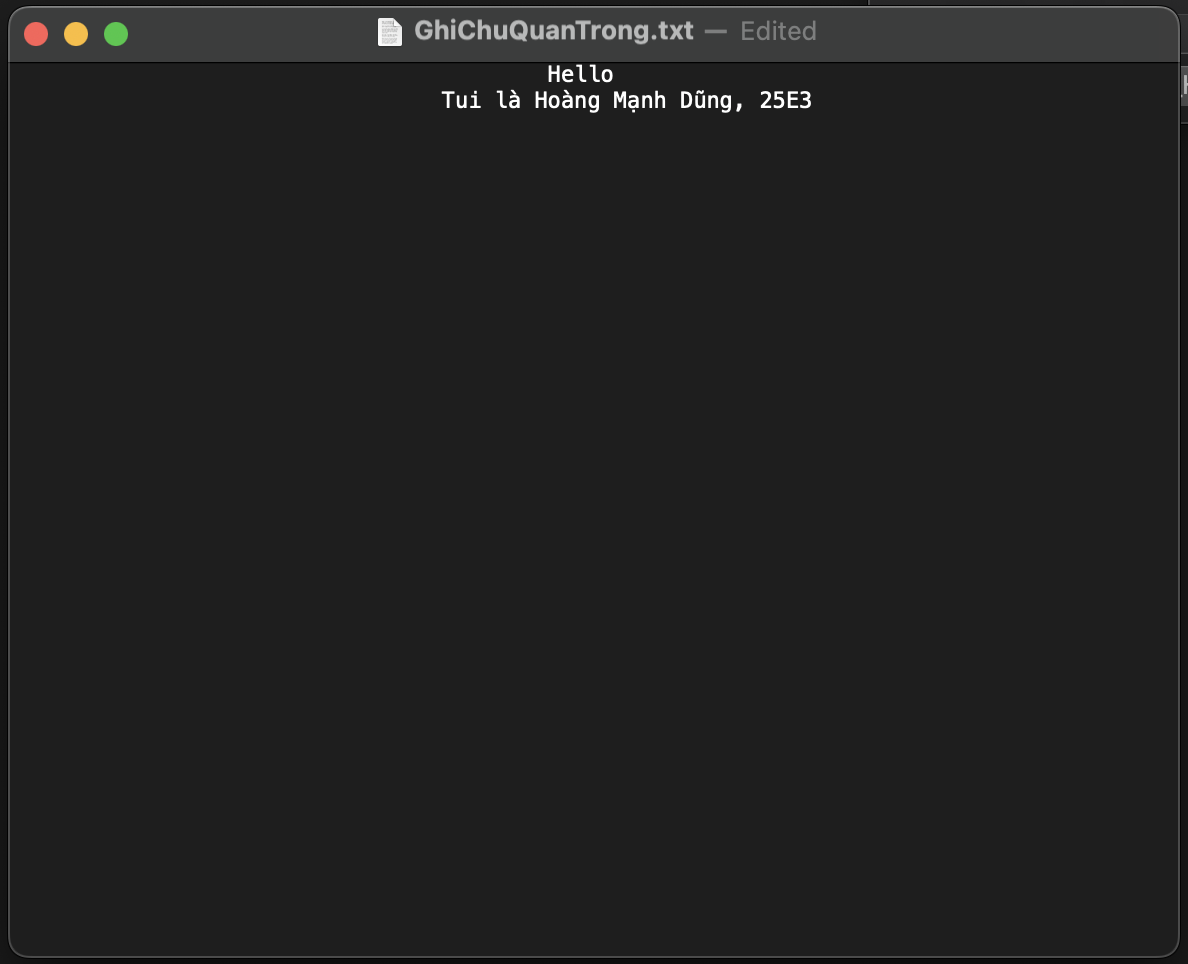 GhiChuQuanTrong.txt — Edited
Hello
Tui là Hoàng Mạnh Dũng, 25E3